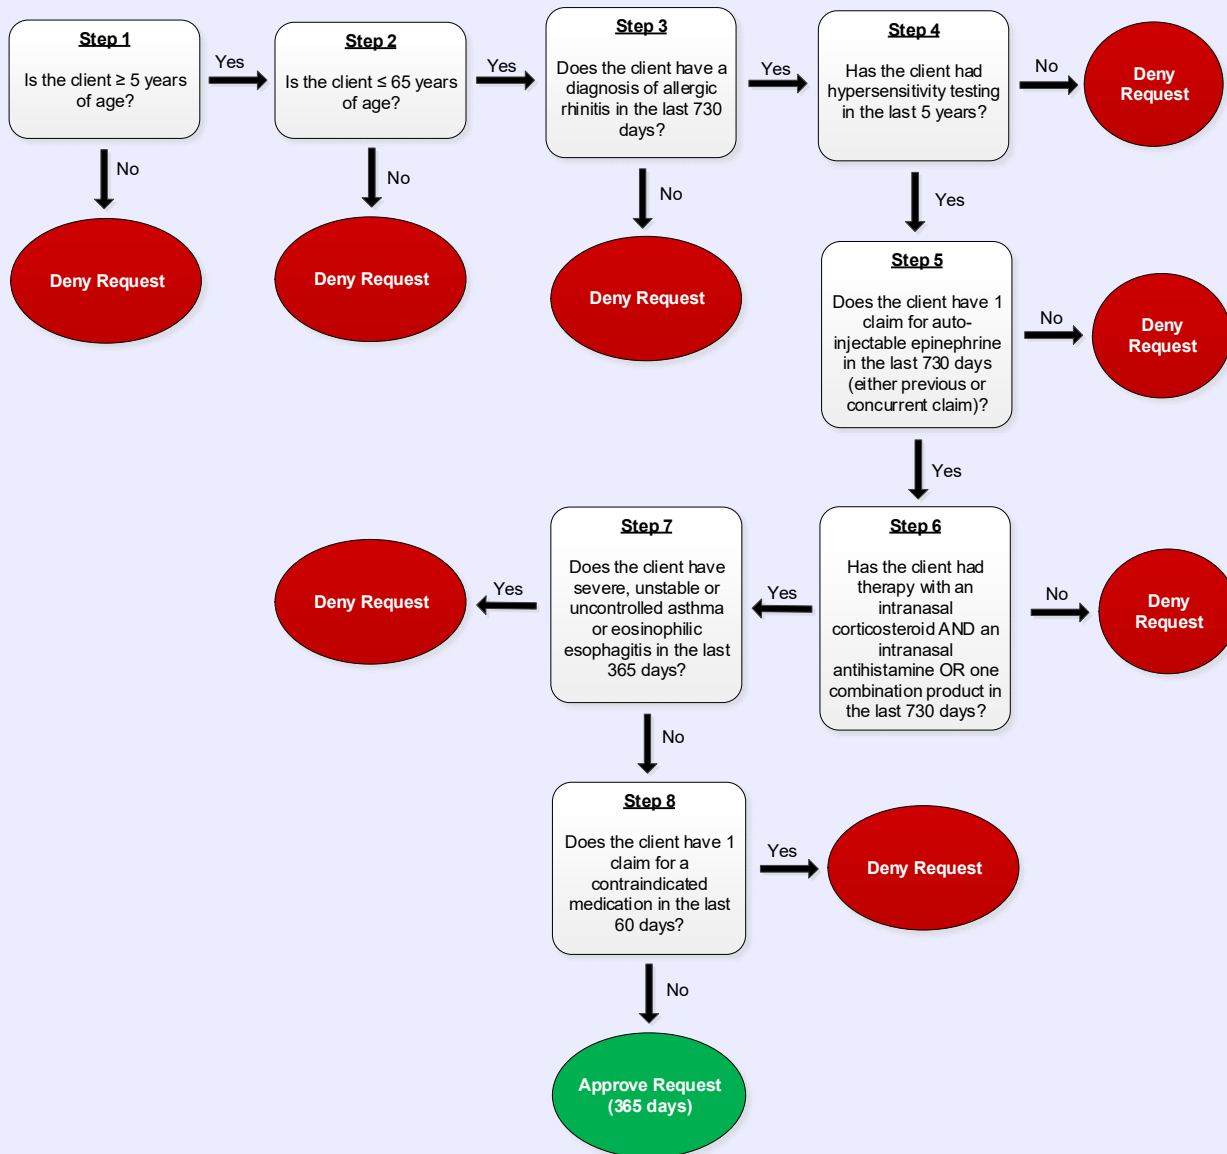 Step 1
Is the client ≥ 5 years
of age?
Yes
No
Deny Request
Step 2
Is the client ≤ 65 years
of age?
Yes
No
Deny Request
Step 3
Does the client have a
diagnosis of allergic
rhinitis in the last 730
days?
Yes
No
Deny Request
Step 4
Has the client had
hypersensitivity testing
in the last 5 years?
No
Deny
Request
Yes
Step 5
Does the client have 1
claim for auto-
injectable epinephrine
in the last 730 days
(either previous or
concurrent claim)?
No
Deny
Request
Yes
Step 6
Has the client had
therapy with an
intranasal
corticosteroid AND an
intranasal
antihistamine OR one
combination product in
the last 730 days?
No
Deny
Request
Yes
Step 7
Does the client have
severe, unstable or
uncontrolled asthma
or eosinophilic
esophagitis in the last
365 days?
Yes
Deny Request
No
Step 8
Does the client have 1
claim for a
contraindicated
medication in the last
60 days?
Yes
Deny Request
No
Approve Request
(365 days)